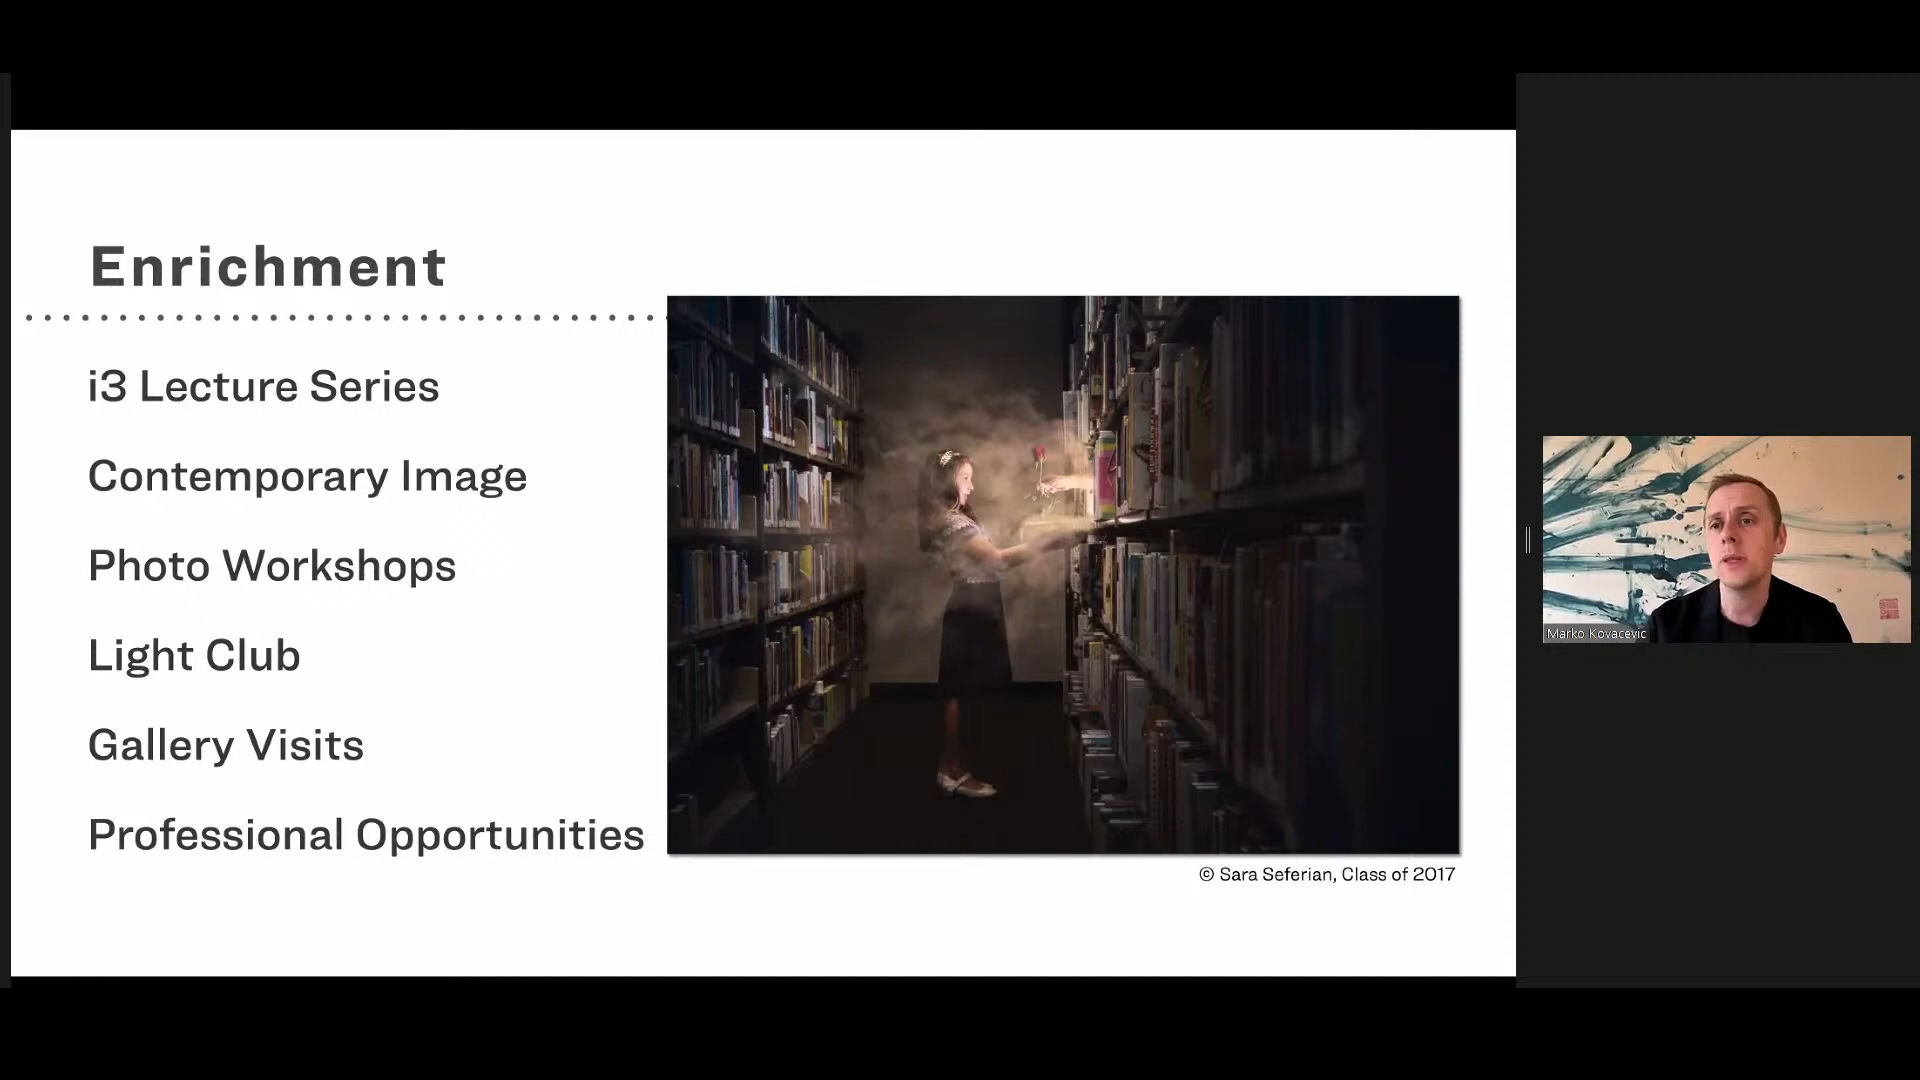 Enrichment
i3 Lecture Series
Contemporary Image
Photo Workshops
Light Club
Gallery Visits
Professional Opportunities
© Sara Seferian, Class of 2017
Marko Kovacevic